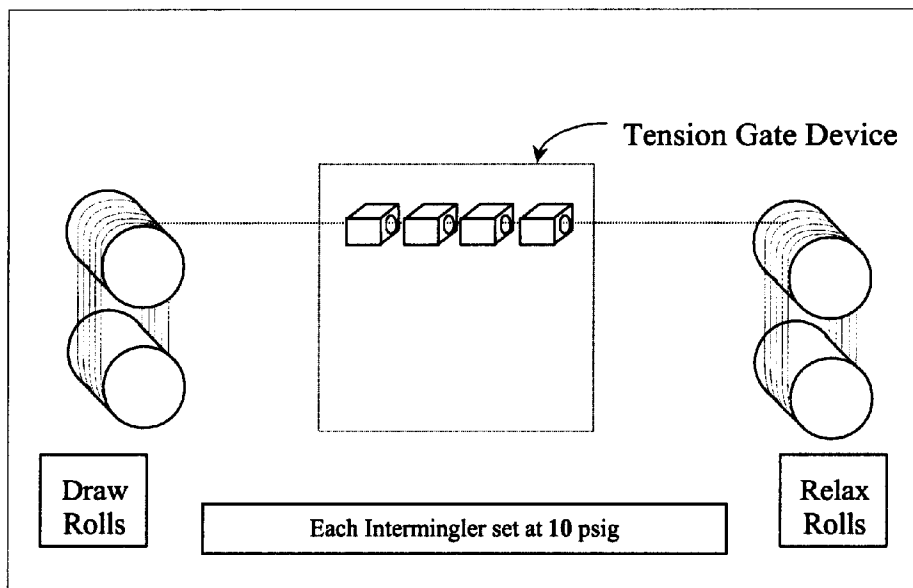 Tension Gate Device
Draw
Rolls
Relax
Rolls
Each Intermingler set at 10 psig